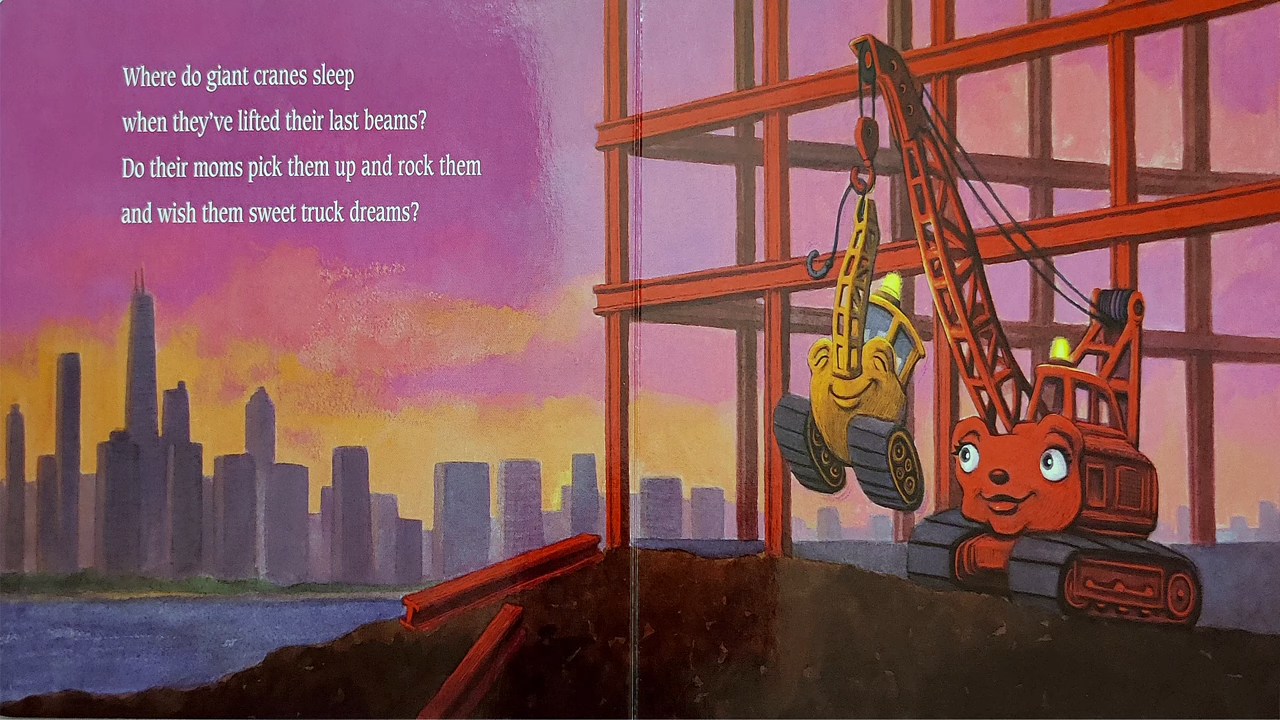 Where do giant cranes sleep
when they've lifted their last beams?
Do their moms pick them up and rock them
and wish them sweet truck dreams?